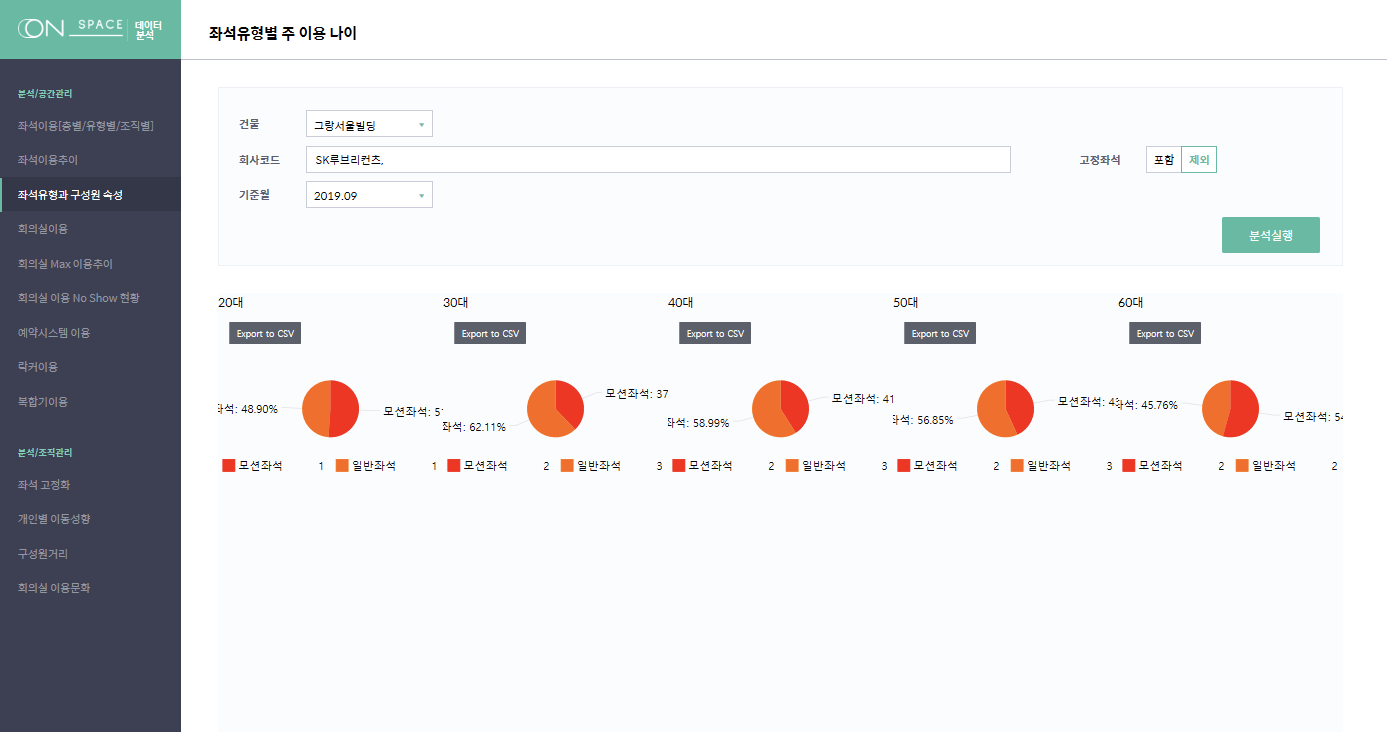 ON SPACE 데이터
분석
좌석유형별 주 이용 나이
분석/공간관리
좌석이용[층별/유형별/조직별]
좌석이용추이
좌석유형과 구성원 속성
회의실이용
회의실 Max 이용추이
회의실 이용 No Show 현황
예약시스템 이용
락커이용
복합기이용
분석/조직관리
좌석 고정화
개인별 이동성향
구성원거리
회의실 이용문화
건물 그랑서울빌딩
회사코드 SK루브리컨츠, 고정좌석 포함 제외
기준월 2019.09
분석실행
20대 30대 40대 50대 60대
Export to CSV Export to CSV Export to CSV Export to CSV Export to CSV
좌석: 48.90% 모션좌석: 5
좌석: 62.11% 모션좌석: 37
좌석: 58.99% 모션좌석: 41
좌석: 56.85% 모션좌석: 43
좌석: 45.76% 모션좌석: 54
모션좌석 1 일반좌석 1 모션좌석 2 일반좌석 3 모션좌석 2 일반좌석 3 모션좌석 2 일반좌석 3 모션좌석 2 일반좌석 2